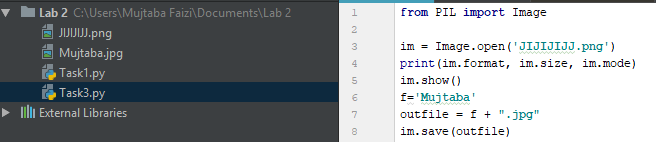 Lab 2 C:\Users\Mujtaba Faizi\Documents\Lab 2
JIJIJIJJ.png
Mujtaba.jpg
Task1.py
Task3.py
External Libraries
1 from PIL import Image
2
3 im = Image.open('JIJIJIJJ.png')
4 print(im.format, im.size, im.mode)
5 im.show()
6 f='Mujtaba'
7 outfile = f + ".jpg"
8 im.save(outfile)